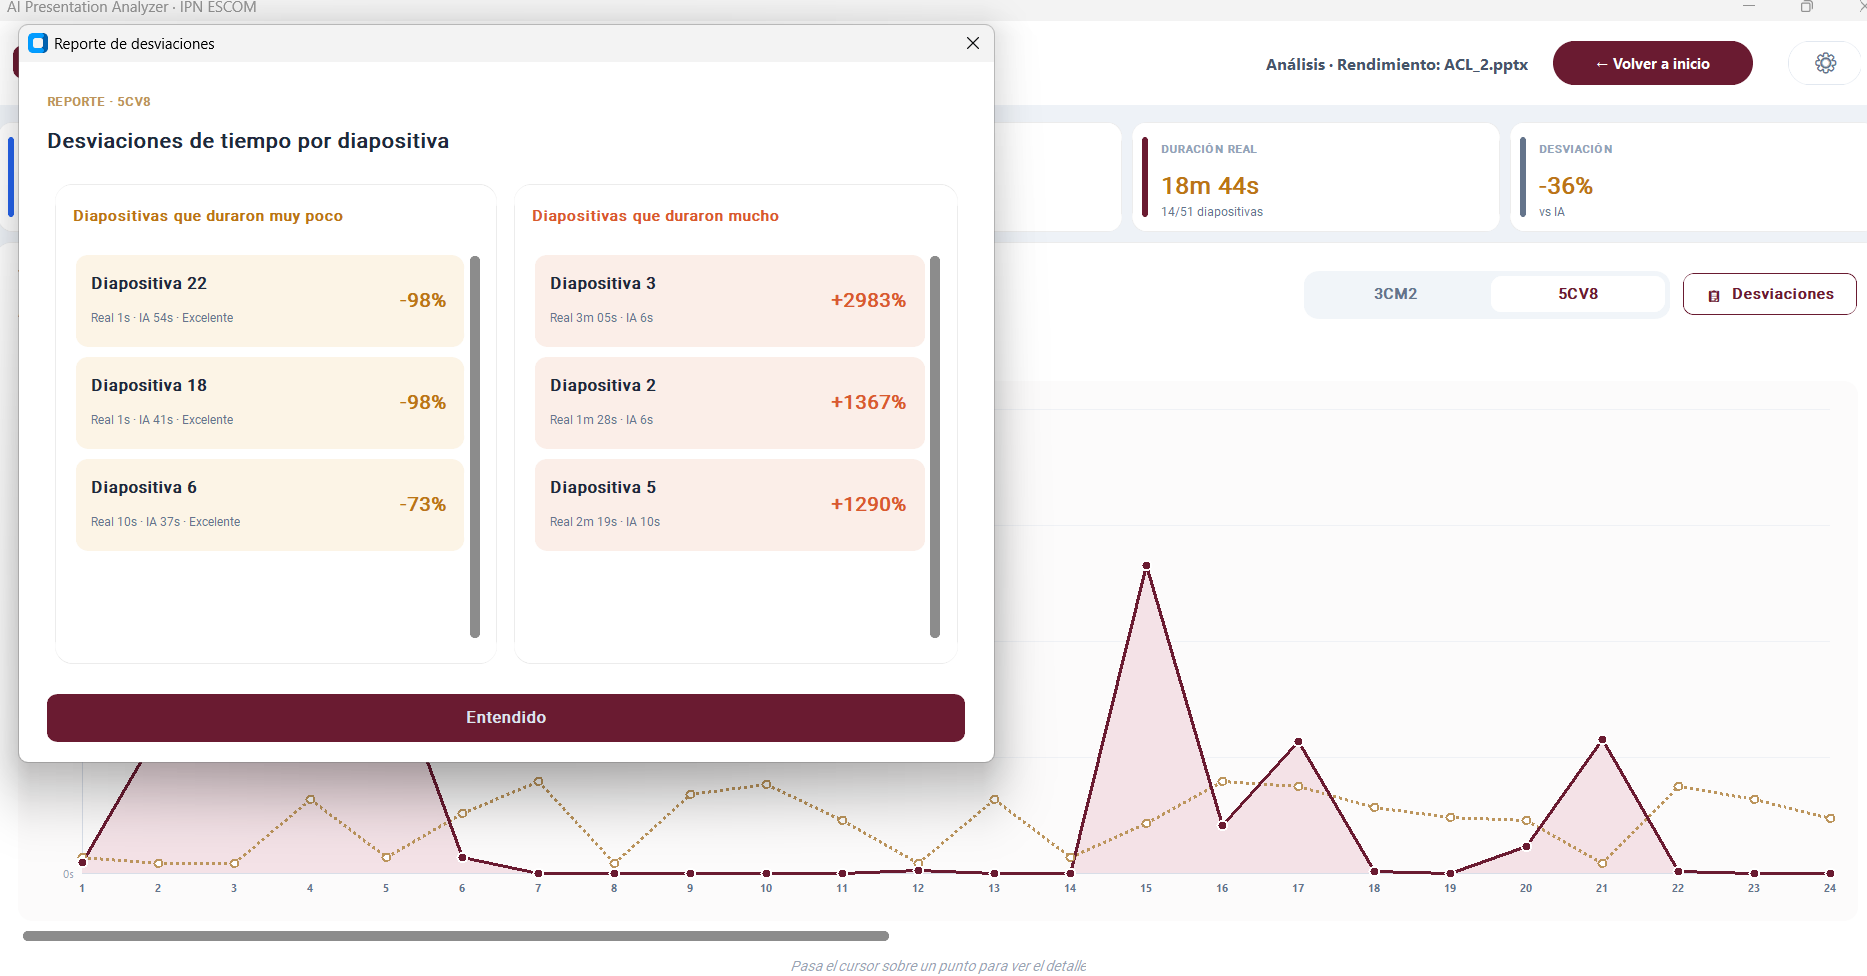 AI Presentation Analyzer · IPN ESCOM
Reporte de desviaciones
REPORTE · 5CV8
Desviaciones de tiempo por diapositiva
Diapositivas que duraron muy poco
Diapositiva 22
Real 1s · IA 54s · Excelente
-98%
Diapositiva 18
Real 1s · IA 41s · Excelente
-98%
Diapositiva 6
Real 10s · IA 37s · Excelente
-73%
Diapositivas que duraron mucho
Diapositiva 3
Real 3m 05s · IA 6s
+2983%
Diapositiva 2
Real 1m 28s · IA 6s
+1367%
Diapositiva 5
Real 2m 19s · IA 10s
+1290%
Entendido
Análisis · Rendimiento: ACL_2.pptx
← Volver a inicio
DURACIÓN REAL
18m 44s
14/51 diapositivas
DESVIACIÓN
-36%
vs IA
3CM2
5CV8
Desviaciones
0s
1 2 3 4 5 6 7 8 9 10 11 12 13 14 15 16 17 18 19 20 21 22 23 24
Pasa el cursor sobre un punto para ver el detalle